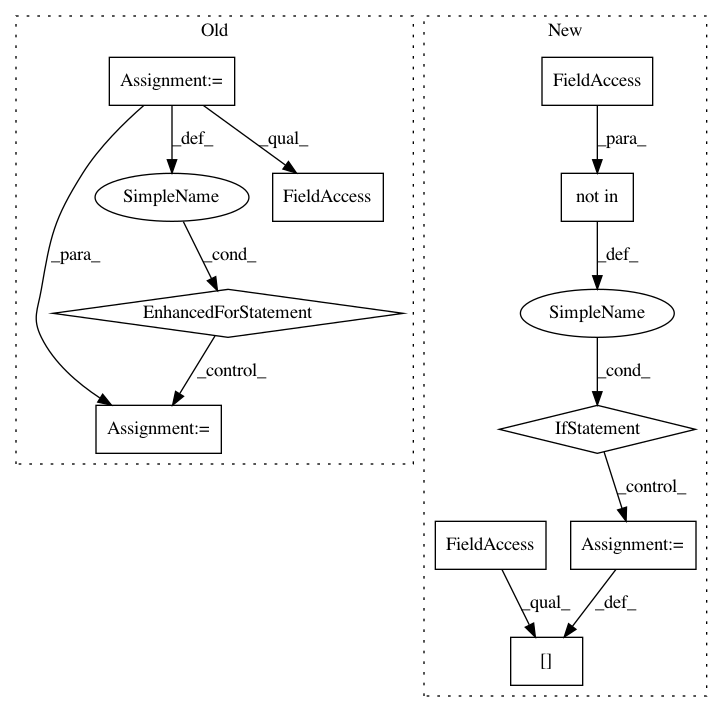 Old
New
Assignment:=
FieldAccess
_def_
_qual_
_para_
SimpleName
FieldAccess
not in
_para_
_cond_
_def_
EnhancedForStatement
SimpleName
_control_
_cond_
Assignment:=
IfStatement
_control_
FieldAccess
Assignment:=
_qual_
_def_
[]